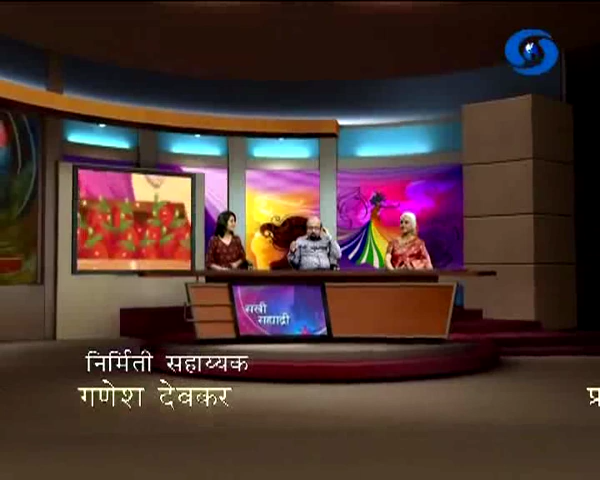 सखी
सह्याद्री
निर्मिती सहाय्यक
गणेश देवकर
प्र